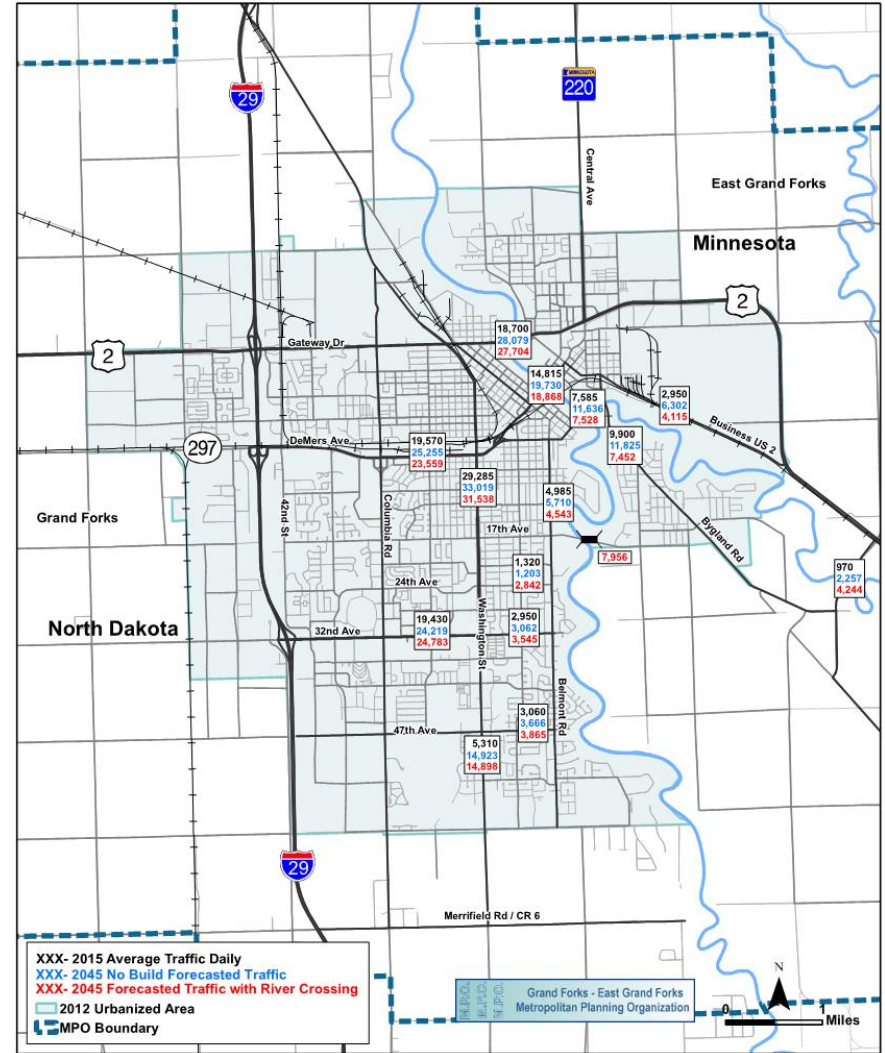 29
MINNESOTA
220
Central Ave
East Grand Forks
Minnesota
2
18,700
28,079
27,704
Gateway Dr
2
14,815
19,730
18,868
7,585
11,636
7,528
2,950
6,302
4,115
Business US 2
297
DeMers Ave
19,570
25,255
23,559
9,900
11,825
7,452
29,285
33,019
31,538
4,985
5,710
4,543
Grand Forks
42nd St
Columbia Rd
17th Ave
Bygland Rd
7,956
1,320
1,203
2,842
970
2,257
4,244
24th Ave
Washington St
North Dakota
32nd Ave
19,430
24,219
24,783
2,950
3,062
3,545
Belmont Rd
3,060
3,666
3,865
47th Ave
5,310
14,923
14,898
29
Merrifield Rd / CR 6
XXX- 2015 Average Traffic Daily
XXX- 2045 No Build Forecasted Traffic
XXX- 2045 Forecasted Traffic with River Crossing
2012 Urbanized Area
MPO Boundary
M.P.O.
M.P.O.
M.P.O.
Grand Forks - East Grand Forks
Metropolitan Planning Organization
N
0 1
Miles